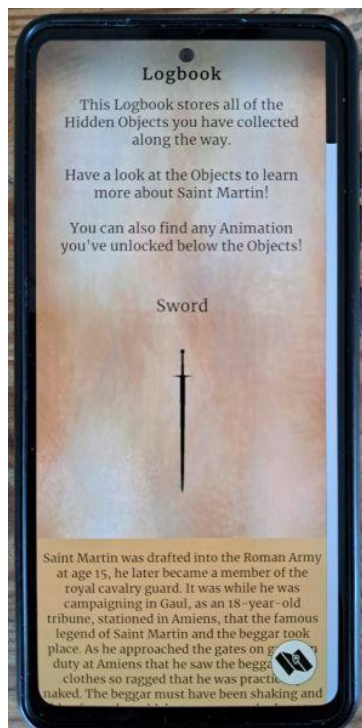 Logbook
This Logbook stores all of the
Hidden Objects you have collected
along the way.
Have a look at the Objects to learn
more about Saint Martin!
You can also find any Animation
you've unlocked below the Objects!
Sword
Saint Martin was drafted into the Roman Army
at age 15, he later became a member of the
royal cavalry guard. It was while he was
campaigning in Gaul, as an 18-year-old
tribune, stationed in Amiens, that the famous
legend of Saint Martin and the beggar took
place. As he approached the gates on
duty at Amiens that he saw the
clothes so ragged that he was
naked. The beggar must have been shaking and